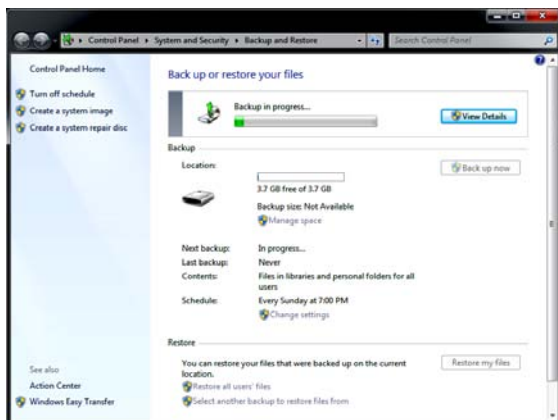 Control Panel ▸ System and Security ▸ Backup and Restore
Search Control Panel
Control Panel Home
Turn off schedule
Create a system image
Create a system repair disc
Back up or restore your files
Backup in progress...
View Details
Backup
Location:
Back up now
3.7 GB free of 3.7 GB
Backup size: Not Available
Manage space
Next backup: In progress...
Last backup: Never
Contents: Files in libraries and personal folders for all
users
Schedule: Every Sunday at 7:00 PM
Change settings
Restore
You can restore your files that were backed up on the current
location.
Restore my files
Restore all users' files
Select another backup to restore files from
See also
Action Center
Windows Easy Transfer